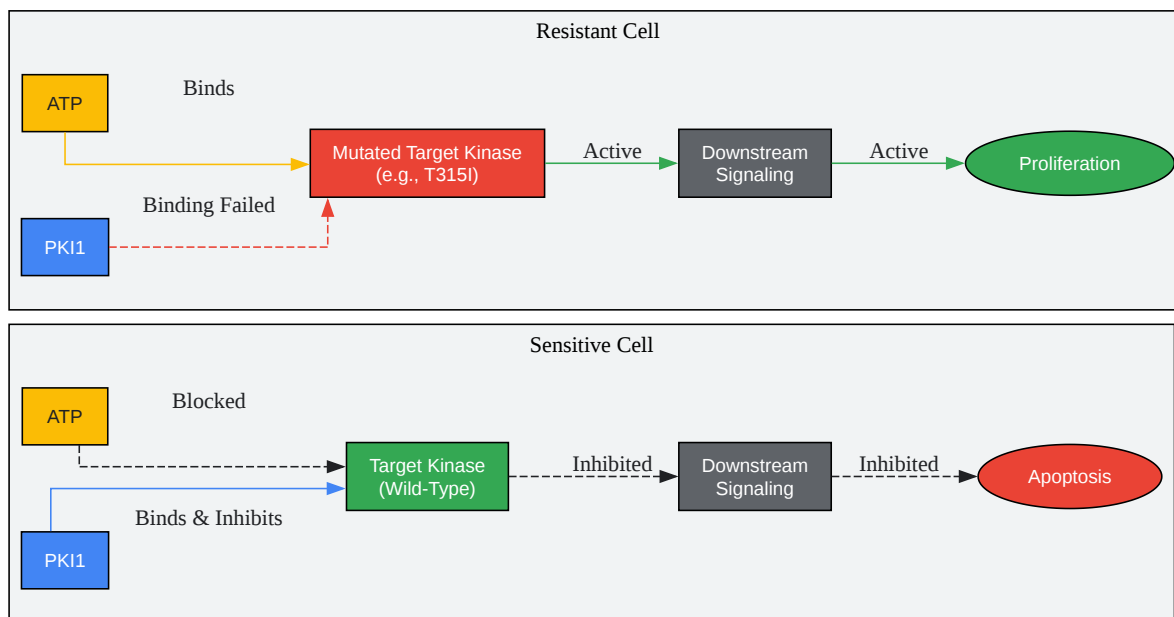 Resistant Cell
ATP
Binds
Mutated Target Kinase
(e.g., T315I)
Active
Downstream
Signaling
Active
Proliferation
Binding Failed
PKI1
Sensitive Cell
ATP
Blocked
Target Kinase
(Wild-Type)
Inhibited
Downstream
Signaling
Inhibited
Apoptosis
Binds & Inhibits
PKI1